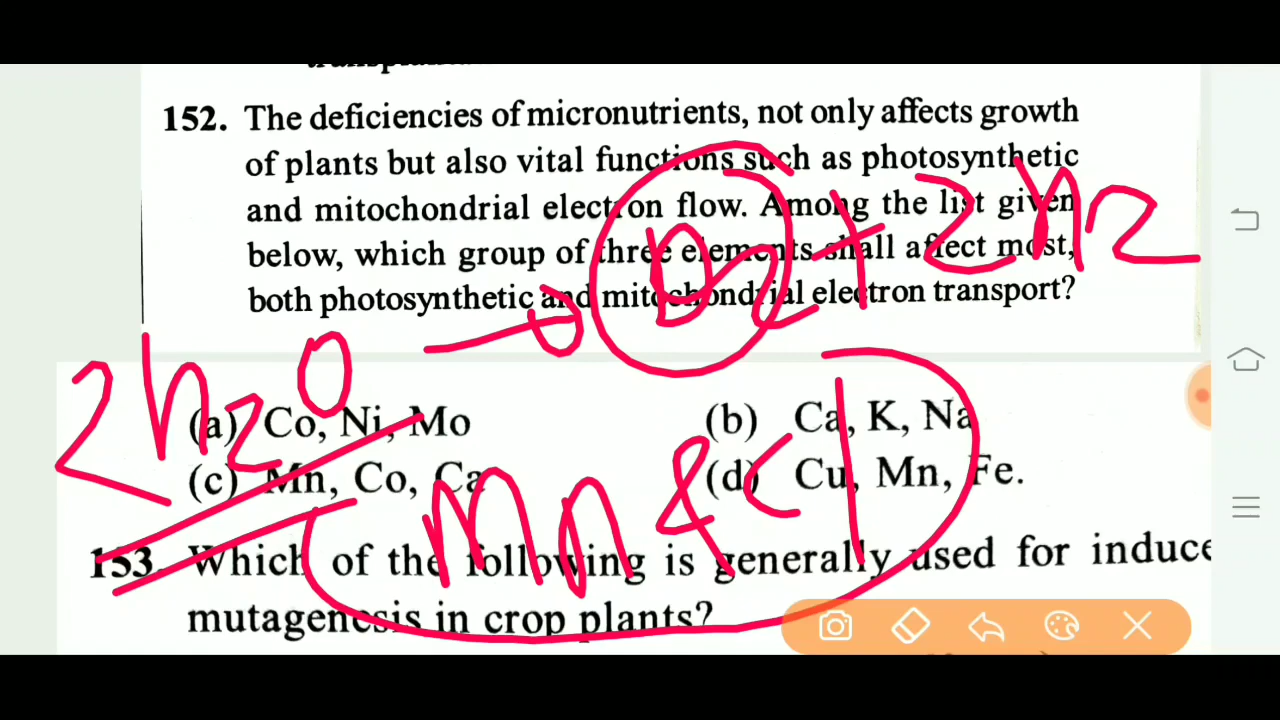 152. The deficiencies of micronutrients, not only affects growth
of plants but also vital functions such as photosynthetic
and mitochondrial electron flow. Among the list given
below, which group of three elements shall affect most,
both photosynthetic and mitochondrial electron transport?
2h2O → O2 + 2H2
(a) Co, Ni, Mo (b) Ca, K, Na
(c) Mn, Co, Ca (d) Cu, Mn, Fe.
mn & cl
153. Which of the following is generally used for induce
mutagenesis in crop plants?